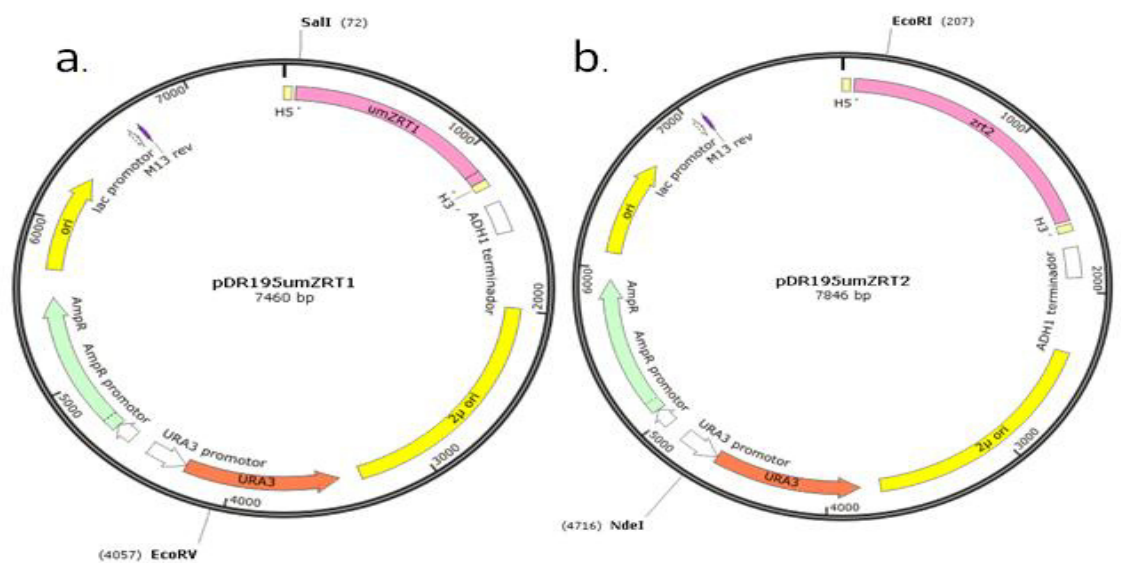 a.
SalI (72)
7000
H5´
umZRT1
1000
M13 rev
lac promotor
H3´
ADH1 terminador
ori
6000
pDR195umZRT1
7460 bp
2000
AmpR
AmpR promotor
5000
2µ ori
3000
URA3 promotor
URA3
4000
(4057) EcoRV
b.
EcoRI (207)
7000
H5´
zrt2
1000
M13 rev
lac promotor
H3´
ADH1 terminador
ori
6000
pDR195umZRT2
7846 bp
2000
AmpR
AmpR promotor
5000
2µ ori
3000
URA3 promotor
URA3
4000
(4716) NdeI